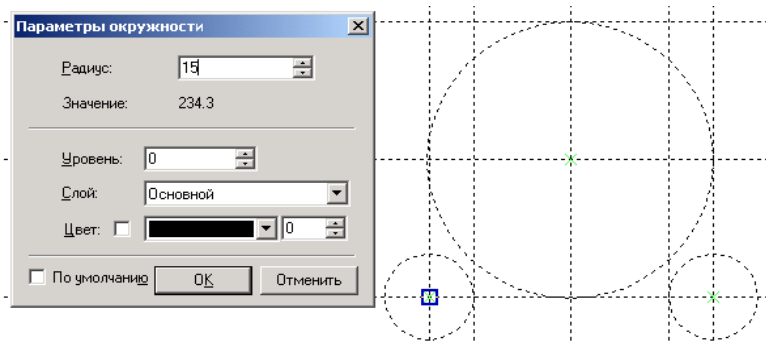 Параметры окружности
Радиус: 15
Значение: 234.3
Уровень: 0
Слой: Основной
Цвет: 0
По умолчанию OK Отменить